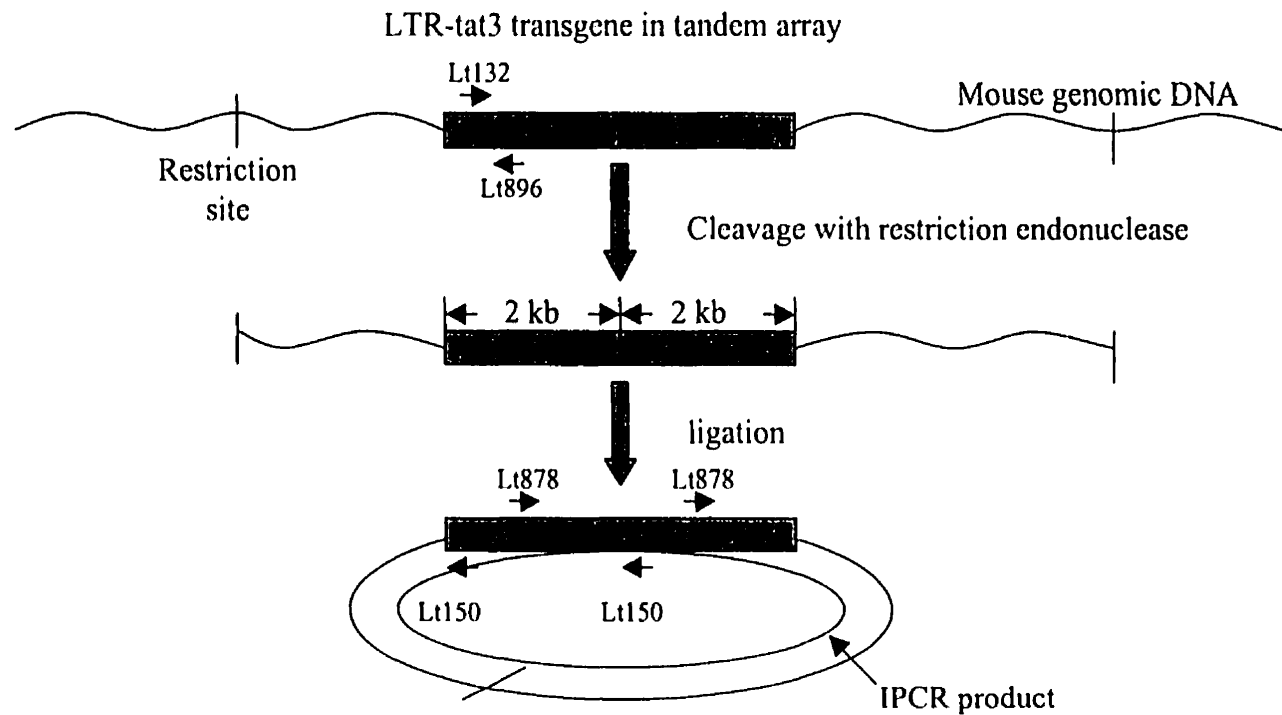 LTR-tat3 transgene in tandem array
Lt132
Mouse genomic DNA
Restriction
site
Lt896
Cleavage with restriction endonuclease
2 kb
2 kb
ligation
Lt878
Lt878
Lt150
Lt150
IPCR product